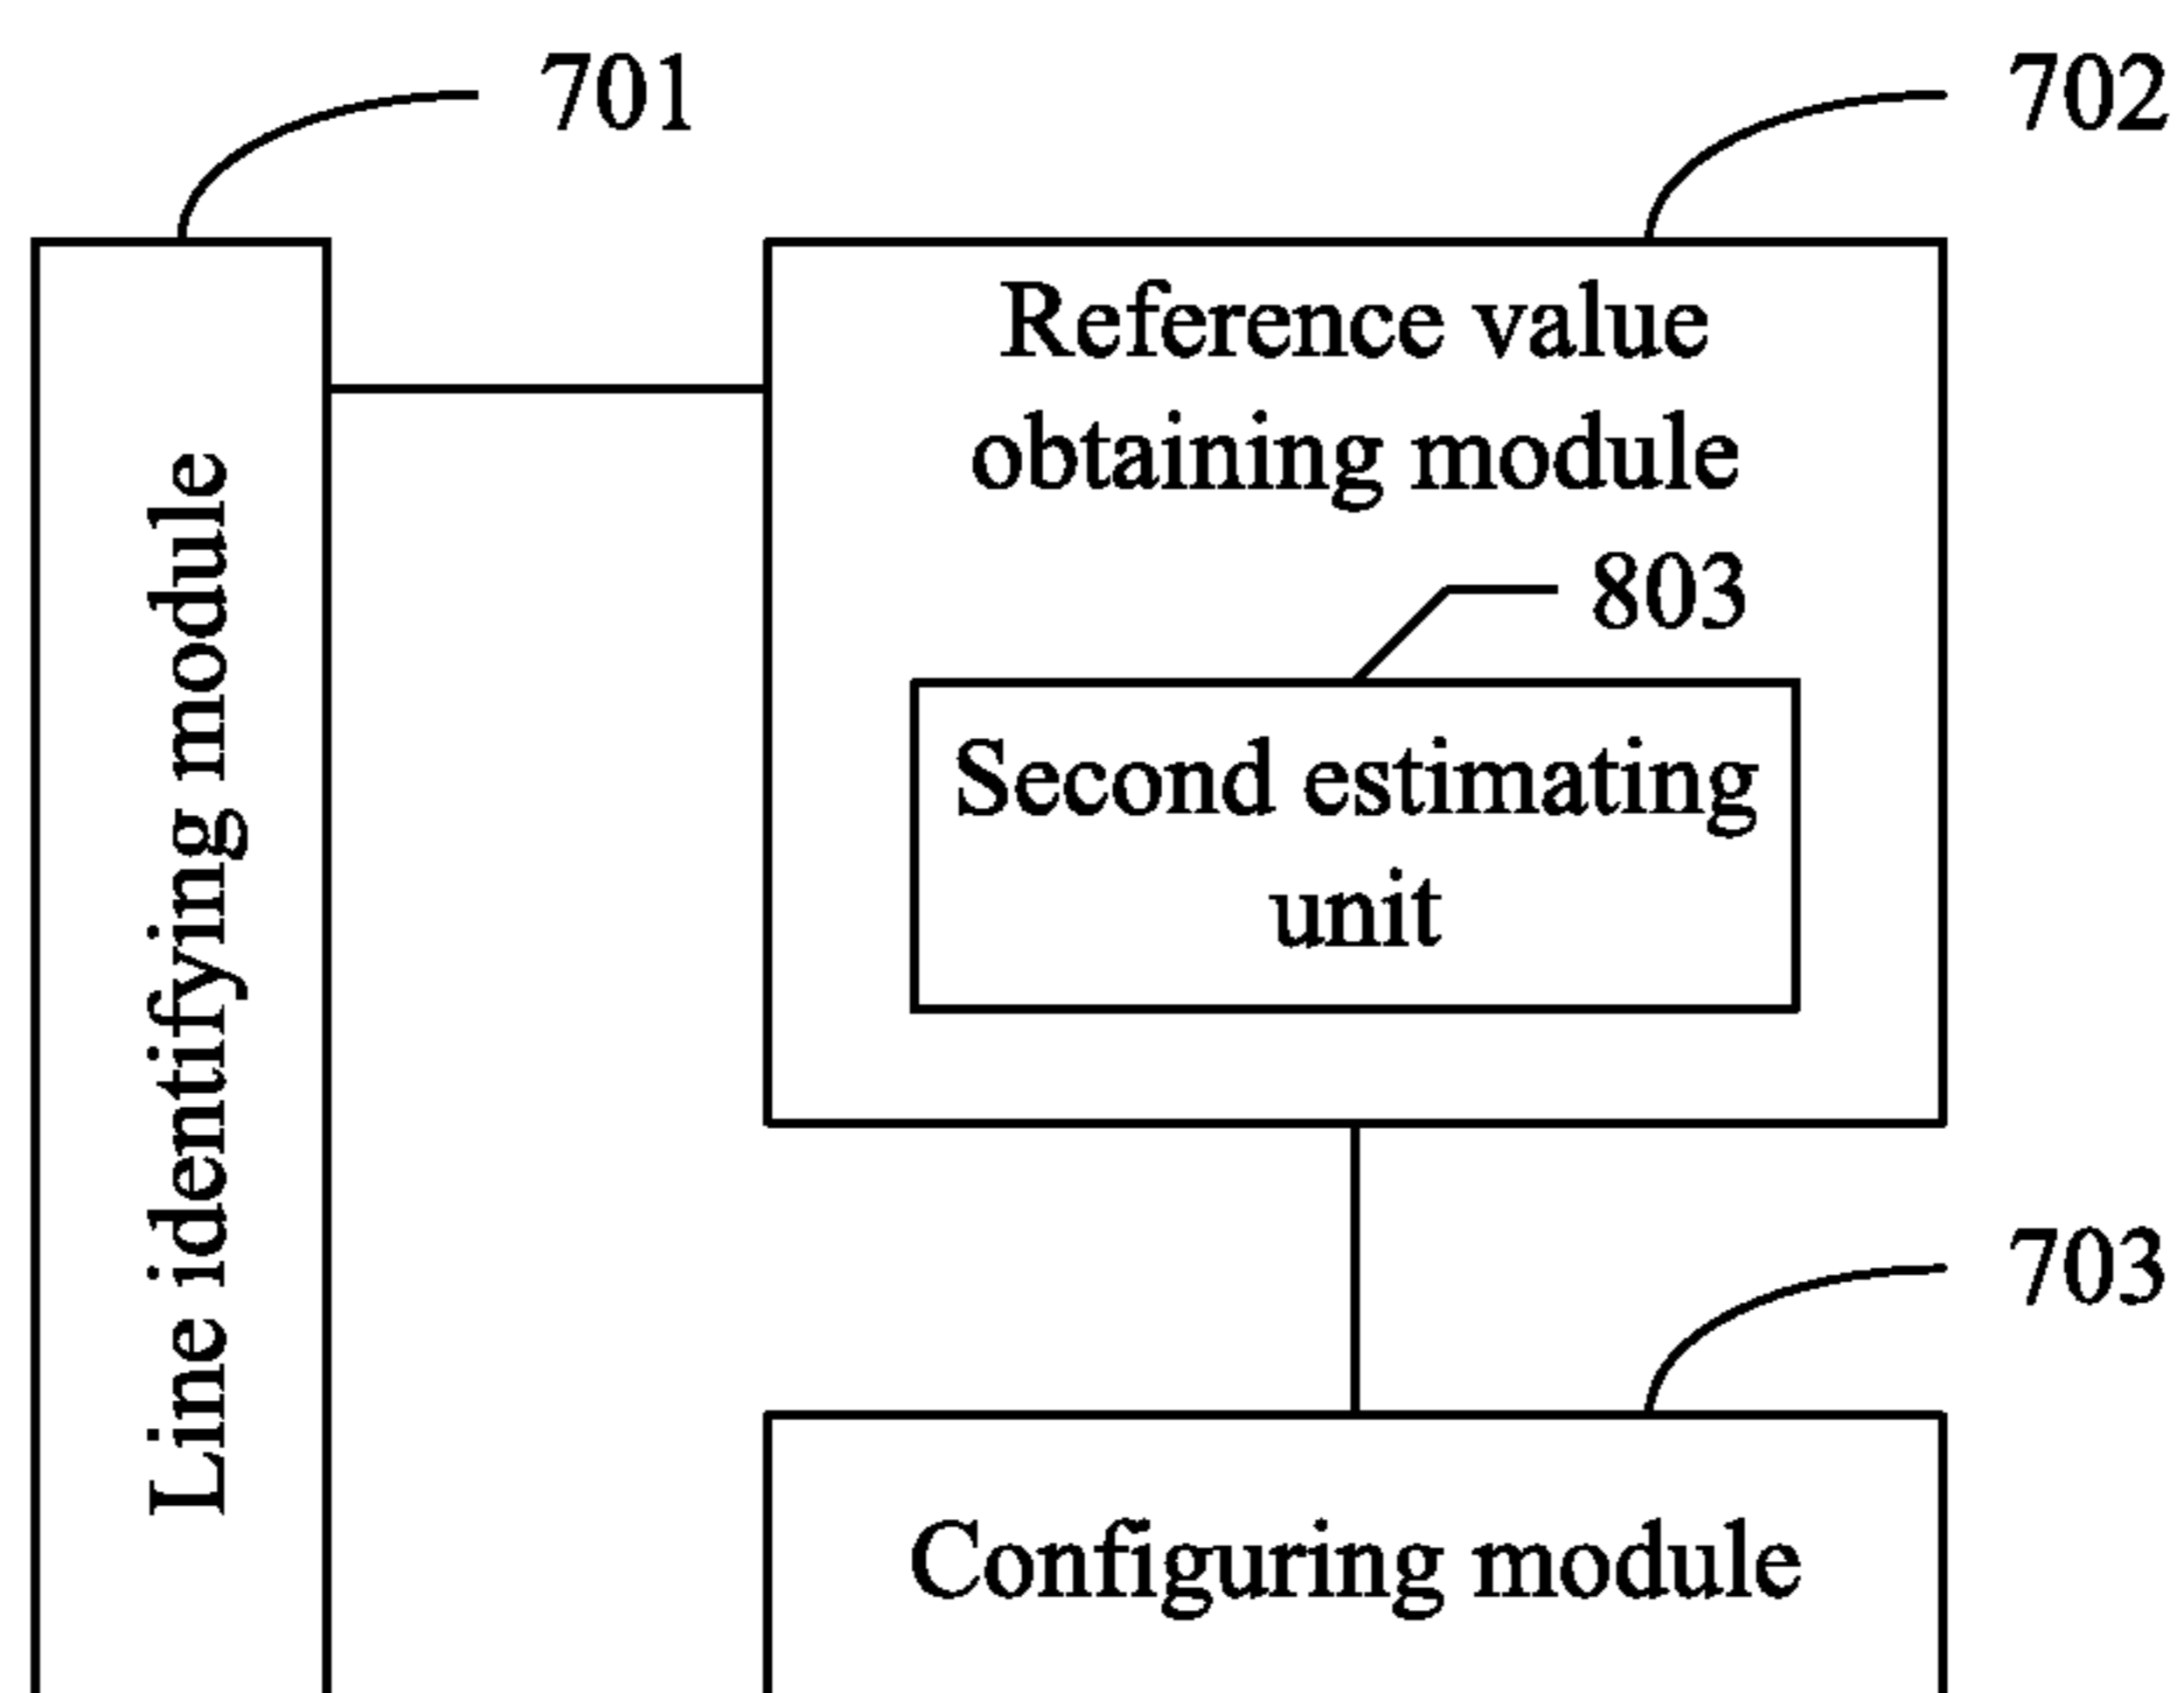 701
702
Reference value
obtaining module
803
Second estimating
unit
Line identifying module
703
Configuring module